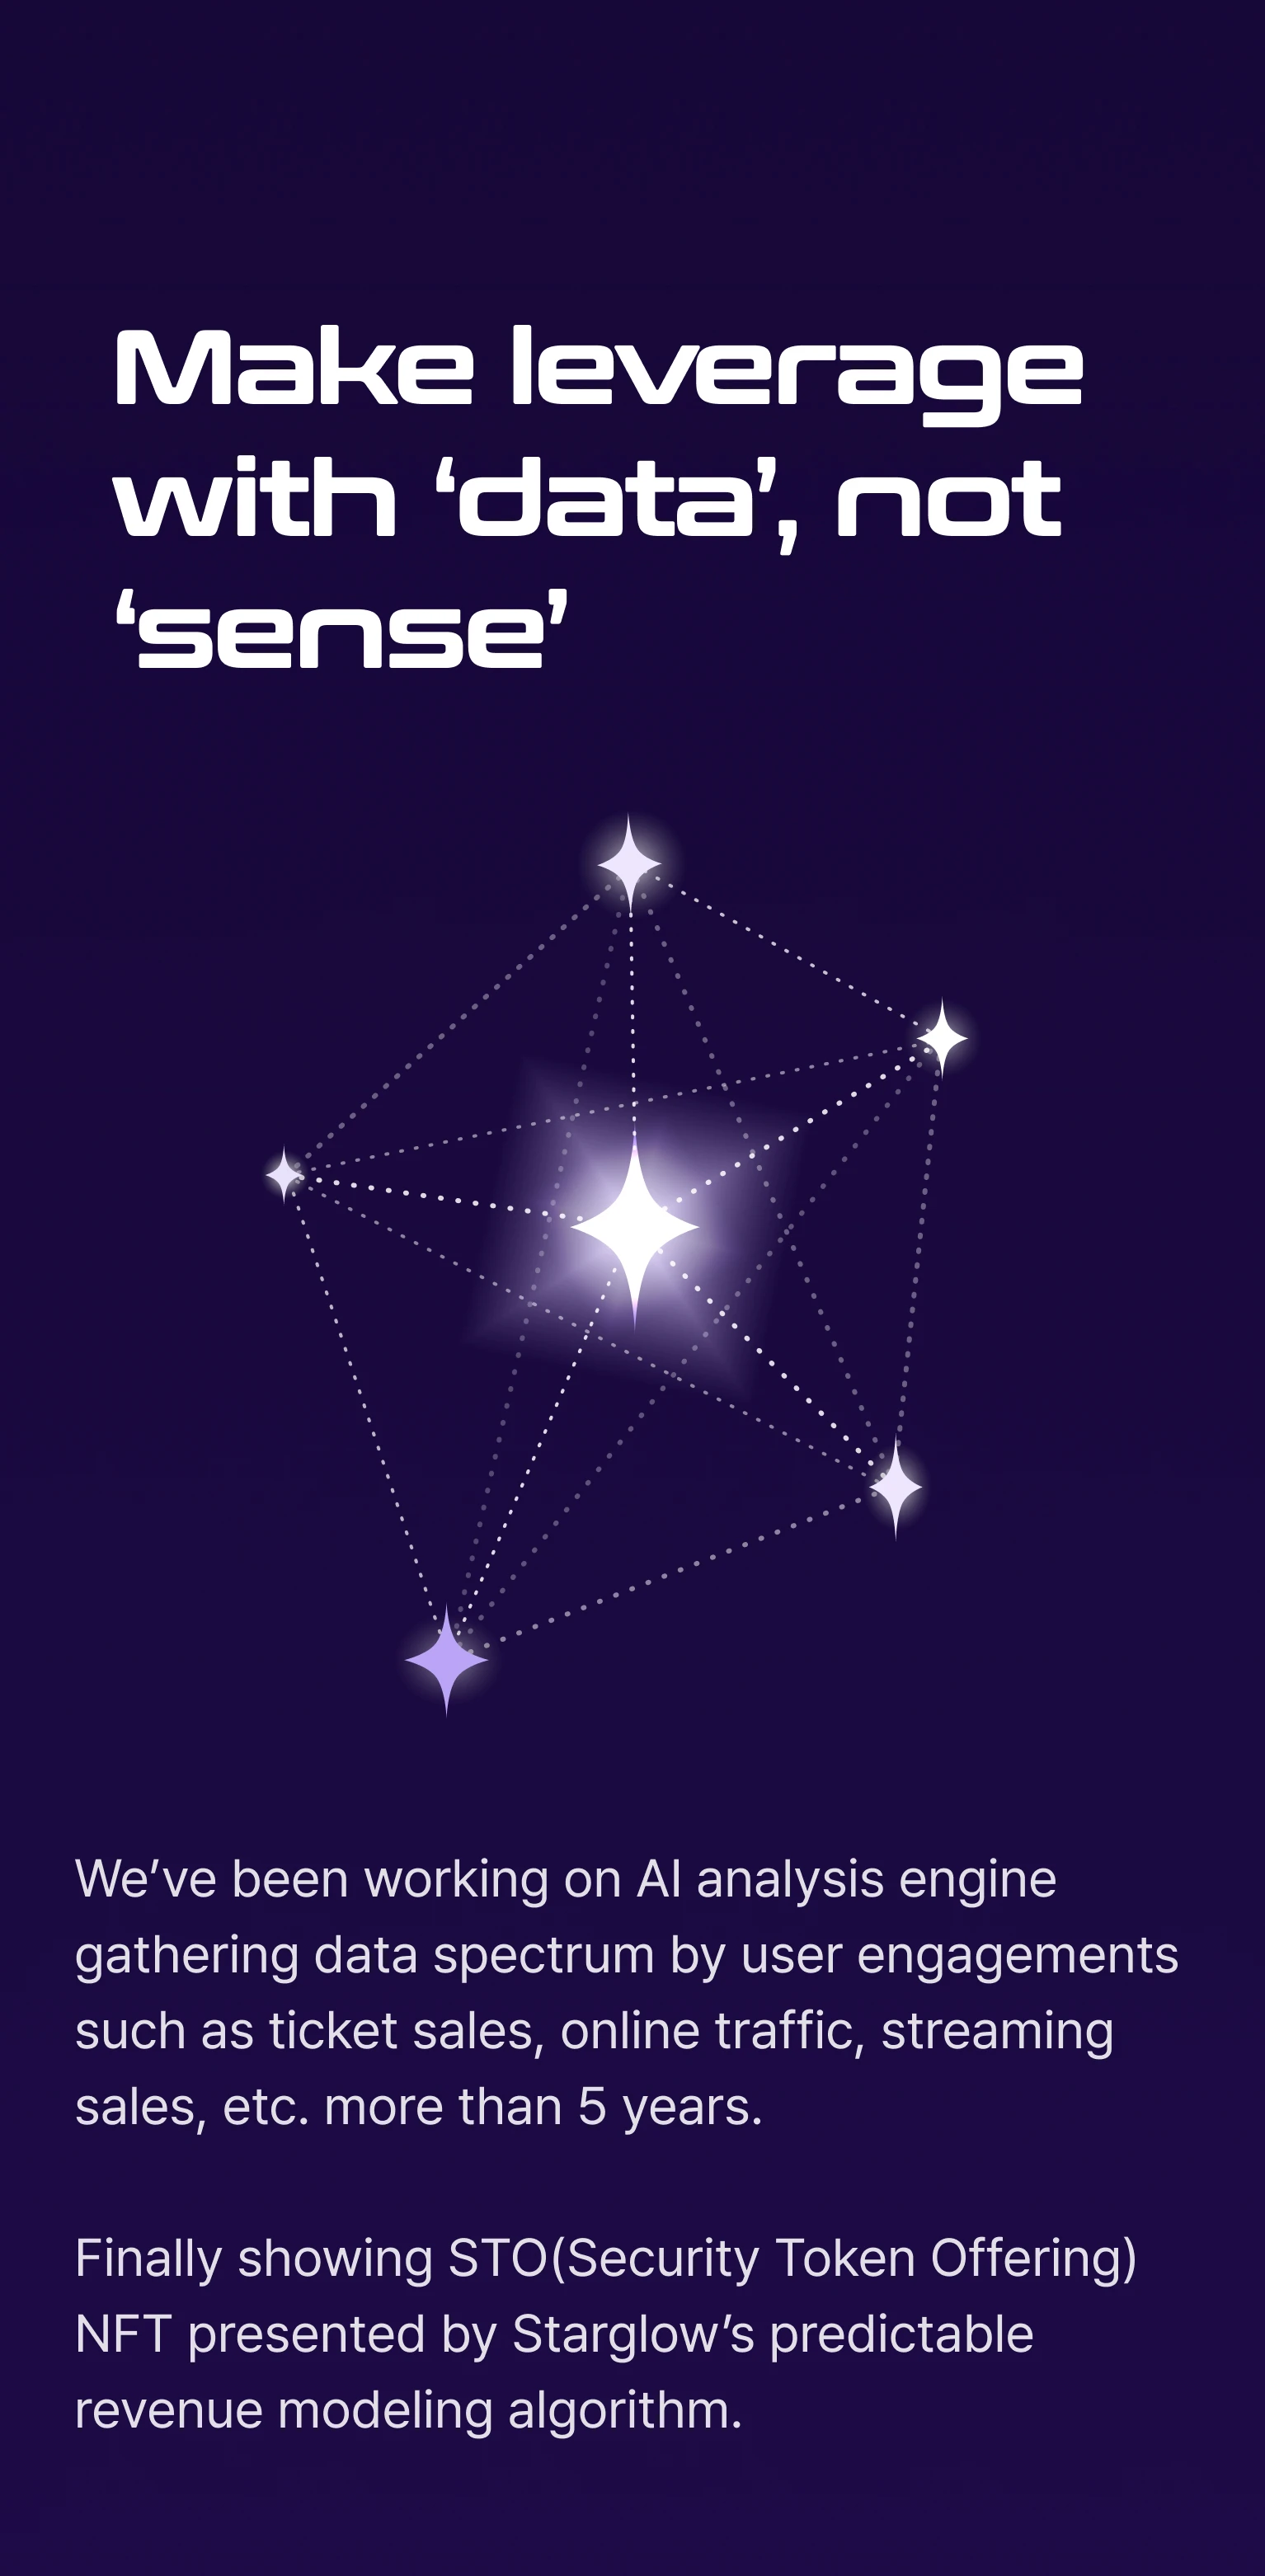 Make leverage
with ‘data’, not
‘sense’
We’ve been working on AI analysis engine
gathering data spectrum by user engagements
such as ticket sales, online traffic, streaming
sales, etc. more than 5 years.
Finally showing STO(Security Token Offering)
NFT presented by Starglow’s predictable
revenue modeling algorithm.